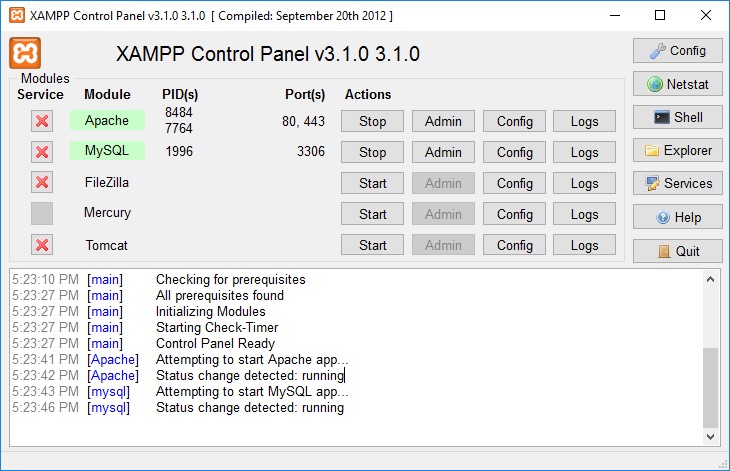 XAMPP Control Panel v3.1.0 3.1.0 [ Compiled: September 20th 2012 ]
XAMPP Control Panel v3.1.0 3.1.0
Config
Modules
Service Module PID(s) Port(s) Actions
Netstat
Apache 8484 7764 80, 443 Stop Admin Config Logs
Shell
MySQL 1996 3306 Stop Admin Config Logs
Explorer
FileZilla Start Admin Config Logs
Services
Mercury Start Admin Config Logs
Help
Tomcat Start Admin Config Logs
Quit
5:23:10 PM [main] Checking for prerequisites
5:23:27 PM [main] All prerequisites found
5:23:27 PM [main] Initializing Modules
5:23:27 PM [main] Starting Check-Timer
5:23:27 PM [main] Control Panel Ready
5:23:41 PM [Apache] Attempting to start Apache app...
5:23:42 PM [Apache] Status change detected: running
5:23:43 PM [mysql] Attempting to start MySQL app...
5:23:46 PM [mysql] Status change detected: running